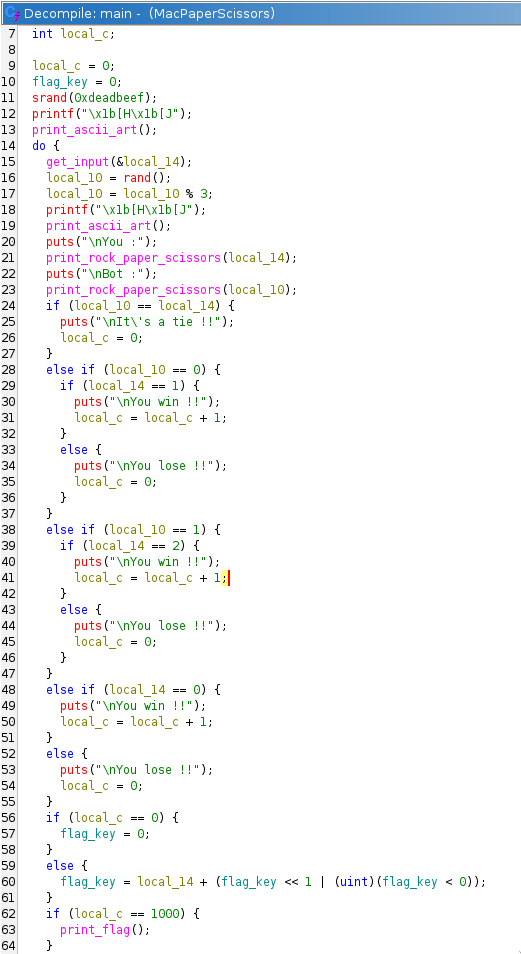 Decompile: main - (MacPaperScissors)
7 int local_c;
8
9 local_c = 0;
10 flag_key = 0;
11 srand(0xdeadbeef);
12 printf("\x1b[H\x1b[J");
13 print_ascii_art();
14 do {
15 get_input(&local_14);
16 local_10 = rand();
17 local_10 = local_10 % 3;
18 printf("\x1b[H\x1b[J");
19 print_ascii_art();
20 puts("\nYou :");
21 print_rock_paper_scissors(local_14);
22 puts("\nBot :");
23 print_rock_paper_scissors(local_10);
24 if (local_10 == local_14) {
25 puts("\nIt\'s a tie !!");
26 local_c = 0;
27 }
28 else if (local_10 == 0) {
29 if (local_14 == 1) {
30 puts("\nYou win !!");
31 local_c = local_c + 1;
32 }
33 else {
34 puts("\nYou lose !!");
35 local_c = 0;
36 }
37 }
38 else if (local_10 == 1) {
39 if (local_14 == 2) {
40 puts("\nYou win !!");
41 local_c = local_c + 1;
42 }
43 else {
44 puts("\nYou lose !!");
45 local_c = 0;
46 }
47 }
48 else if (local_14 == 0) {
49 puts("\nYou win !!");
50 local_c = local_c + 1;
51 }
52 else {
53 puts("\nYou lose !!");
54 local_c = 0;
55 }
56 if (local_c == 0) {
57 flag_key = 0;
58 }
59 else {
60 flag_key = local_14 + (flag_key << 1 | (uint)(flag_key < 0));
61 }
62 if (local_c == 1000) {
63 print_flag();
64 }